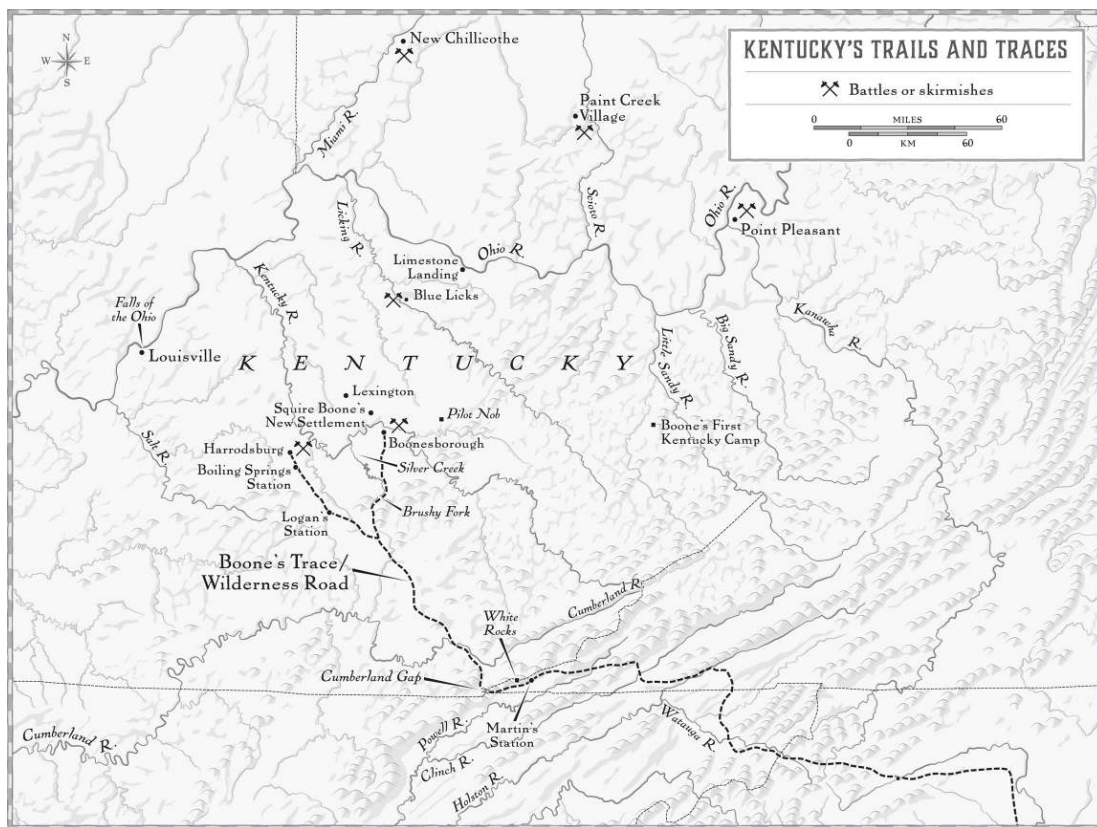 N
W E
S
New Chillicothe
KENTUCKY'S TRAILS AND TRACES
Battles or skirmishes
0 MILES 60
0 KM 60
Paint Creek
Village
Miami R.
Licking R.
Scioto R.
Ohio R.
Point Pleasant
Ohio R.
Limestone
Landing
Blue Licks
Kentucky R.
Falls of
the Ohio
Louisville
Kanawha R.
Big Sandy R.
Little Sandy R.
KENTUCKY
Lexington
Squire Boone's
New Settlement
Pilot Nob
Boone's First
Kentucky Camp
Salt R.
Harrodsburg
Boonesborough
Boiling Springs
Station
Silver Creek
Logan's
Station
Brushy Fork
Boone's Trace/
Wilderness Road
Cumberland R.
White
Rocks
Cumberland Gap
Cumberland R.
Powell R.
Martin's
Station
Watauga R.
Clinch R.
Holston R.